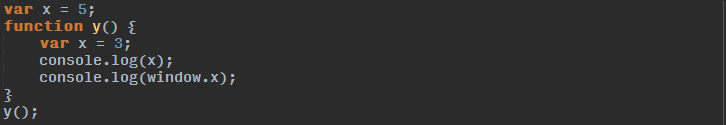 var x = 5;
function y() {
    var x = 3;
    console.log(x);
    console.log(window.x);
}
y();